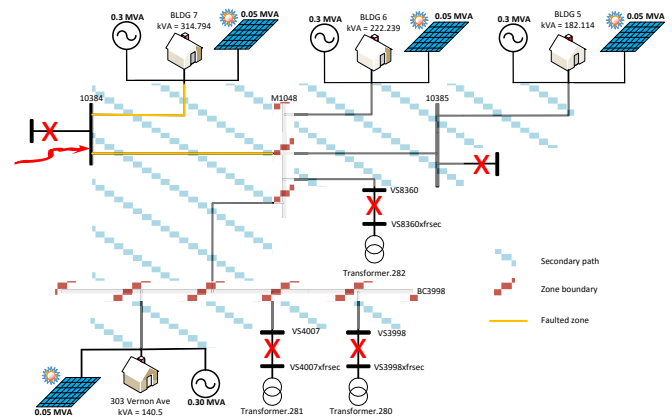 0.3 MVA
BLDG 7
kVA = 314.794
0.05 MVA
0.3 MVA
BLDG 6
kVA = 222.239
0.05 MVA
0.3 MVA
BLDG 5
kVA = 182.114
0.05 MVA
10384
M1048
10385
VS8360
VS8360xfrsec
Transformer.282
Secondary path
Zone boundary
Faulted zone
BC3998
VS4007
VS3998
VS4007xfrsec
VS3998xfrsec
0.05 MVA
303 Vernon Ave
kVA = 140.5
0.30 MVA
Transformer.281
Transformer.280